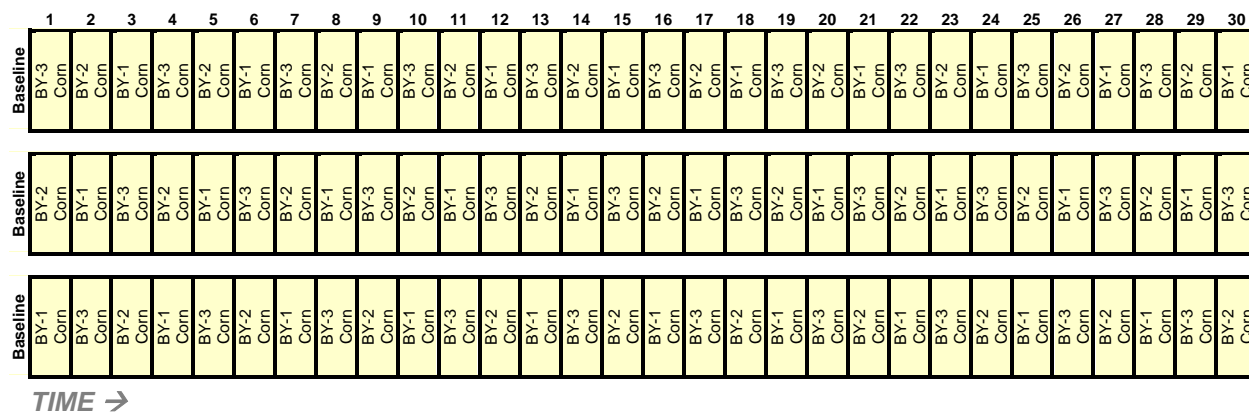 1 2 3 4 5 6 7 8 9 10 11 12 13 14 15 16 17 18 19 20 21 22 23 24 25 26 27 28 29 30
Baseline
BY-3
Corn
BY-2
Corn
BY-1
Corn
BY-3
Corn
BY-2
Corn
BY-1
Corn
BY-3
Corn
BY-2
Corn
BY-1
Corn
BY-3
Corn
BY-2
Corn
BY-1
Corn
BY-3
Corn
BY-2
Corn
BY-1
Corn
BY-3
Corn
BY-2
Corn
BY-1
Corn
BY-3
Corn
BY-2
Corn
BY-1
Corn
BY-3
Corn
BY-2
Corn
BY-1
Corn
BY-3
Corn
BY-2
Corn
BY-1
Corn
BY-3
Corn
BY-2
Corn
BY-1
Corn
Baseline
BY-2
Corn
BY-1
Corn
BY-3
Corn
BY-2
Corn
BY-1
Corn
BY-3
Corn
BY-2
Corn
BY-1
Corn
BY-3
Corn
BY-2
Corn
BY-1
Corn
BY-3
Corn
BY-2
Corn
BY-1
Corn
BY-3
Corn
BY-2
Corn
BY-1
Corn
BY-3
Corn
BY-2
Corn
BY-1
Corn
BY-3
Corn
BY-2
Corn
BY-1
Corn
BY-3
Corn
BY-2
Corn
BY-1
Corn
BY-3
Corn
BY-2
Corn
BY-1
Corn
BY-3
Corn
Baseline
BY-1
Corn
BY-3
Corn
BY-2
Corn
BY-1
Corn
BY-3
Corn
BY-2
Corn
BY-1
Corn
BY-3
Corn
BY-2
Corn
BY-1
Corn
BY-3
Corn
BY-2
Corn
BY-1
Corn
BY-3
Corn
BY-2
Corn
BY-1
Corn
BY-3
Corn
BY-2
Corn
BY-1
Corn
BY-3
Corn
BY-2
Corn
BY-1
Corn
BY-3
Corn
BY-2
Corn
BY-1
Corn
BY-3
Corn
BY-2
Corn
BY-1
Corn
BY-3
Corn
BY-2
Corn
TIME →